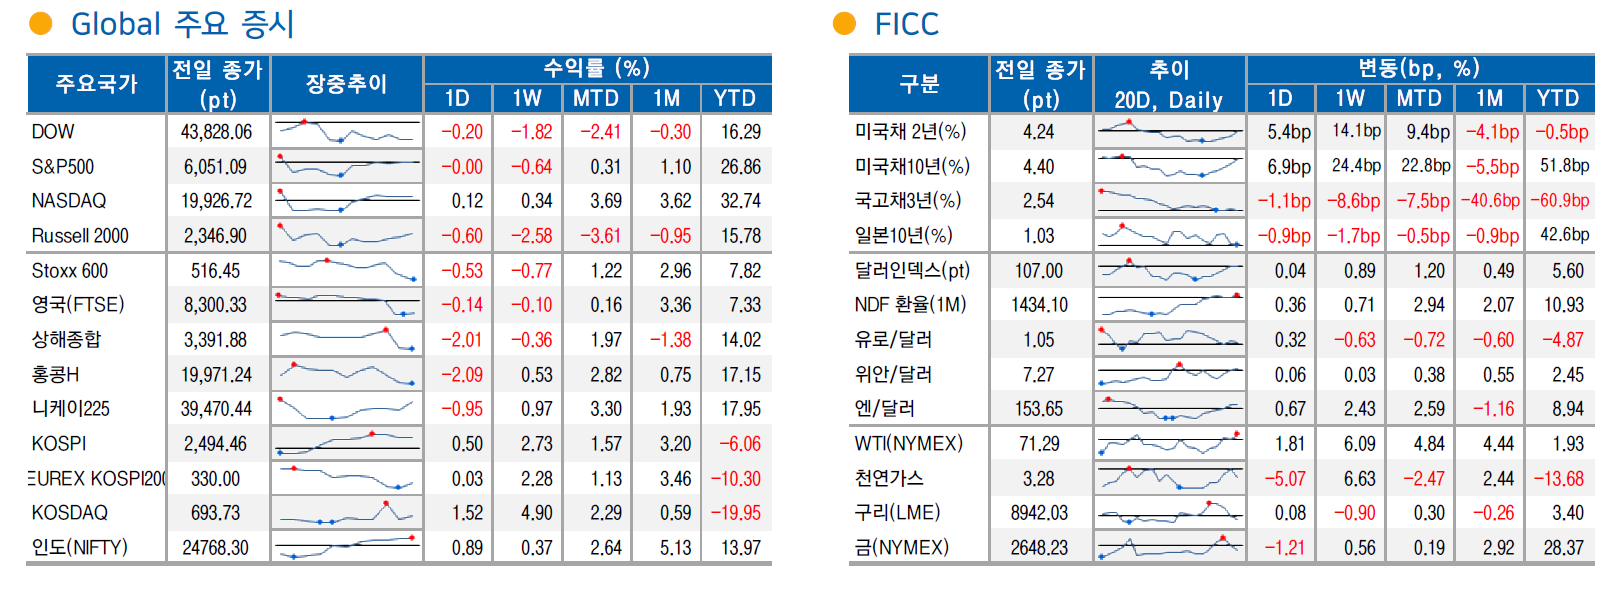 Global 주요 증시
주요국가 전일 종가(pt) 장중추이 수익률 (%)
1D 1W MTD 1M YTD
DOW 43,828.06 -0.20 -1.82 -2.41 -0.30 16.29
S&P500 6,051.09 -0.00 -0.64 0.31 1.10 26.86
NASDAQ 19,926.72 0.12 0.34 3.69 3.62 32.74
Russell 2000 2,346.90 -0.60 -2.58 -3.61 -0.95 15.78
Stoxx 600 516.45 -0.53 -0.77 1.22 2.96 7.82
영국(FTSE) 8,300.33 -0.14 -0.10 0.16 3.36 7.33
상해종합 3,391.88 -2.01 -0.36 1.97 -1.38 14.02
홍콩H 19,971.24 -2.09 0.53 2.82 0.75 17.15
니케이225 39,470.44 -0.95 0.97 3.30 1.93 17.95
KOSPI 2,494.46 0.50 2.73 1.57 3.20 -6.06
EUREX KOSPI200 330.00 0.03 2.28 1.13 3.46 -10.30
KOSDAQ 693.73 1.52 4.90 2.29 0.59 -19.95
인도(NIFTY) 24768.30 0.89 0.37 2.64 5.13 13.97
FICC
구분 전일 종가(pt) 추이 20D, Daily 변동(bp, %)
1D 1W MTD 1M YTD
미국채 2년(%) 4.24 5.4bp 14.1bp 9.4bp -4.1bp -0.5bp
미국채10년(%) 4.40 6.9bp 24.4bp 22.8bp -5.5bp 51.8bp
국고채3년(%) 2.54 -1.1bp -8.6bp -7.5bp -40.6bp -60.9bp
일본10년(%) 1.03 -0.9bp -1.7bp -0.5bp -0.9bp 42.6bp
달러인덱스(pt) 107.00 0.04 0.89 1.20 0.49 5.60
NDF 환율(1M) 1434.10 0.36 0.71 2.94 2.07 10.93
유로/달러 1.05 0.32 -0.63 -0.72 -0.60 -4.87
위안/달러 7.27 0.06 0.03 0.38 0.55 2.45
엔/달러 153.65 0.67 2.43 2.59 -1.16 8.94
WTI(NYMEX) 71.29 1.81 6.09 4.84 4.44 1.93
천연가스 3.28 -5.07 6.63 -2.47 2.44 -13.68
구리(LME) 8942.03 0.08 -0.90 0.30 -0.26 3.40
금(NYMEX) 2648.23 -1.21 0.56 0.19 2.92 28.37